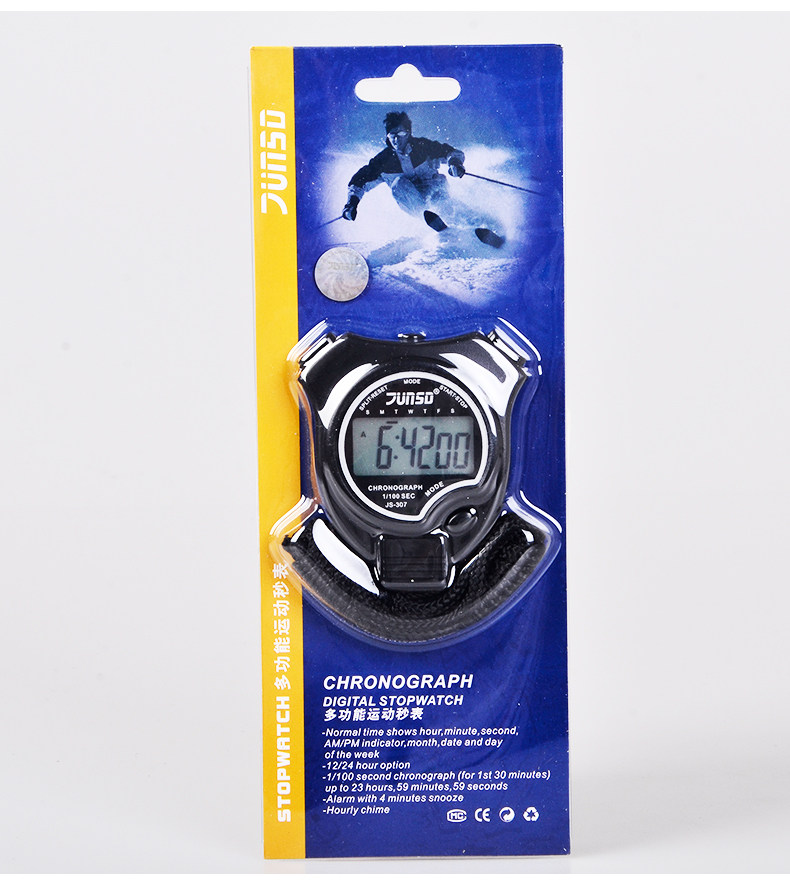 JUNSD
STOPWATCH 多功能运动秒表
MODE
SPLIT-RESET
START-STOP
JUNSD®
S M T W T F S
A 6:4200
CHRONOGRAPH
1/100 SEC
JS-307
MODE
CHRONOGRAPH
DIGITAL STOPWATCH
多功能运动秒表
-Normal time shows hour,minute,second,
AM/PM indicator,month,date and day
of the week
-12/24 hour option
-1/100 second chronograph (for 1st 30 minutes)
up to 23 hours,59 minutes,59 seconds
-Alarm with 4 minutes snooze
-Hourly chime
MC CE